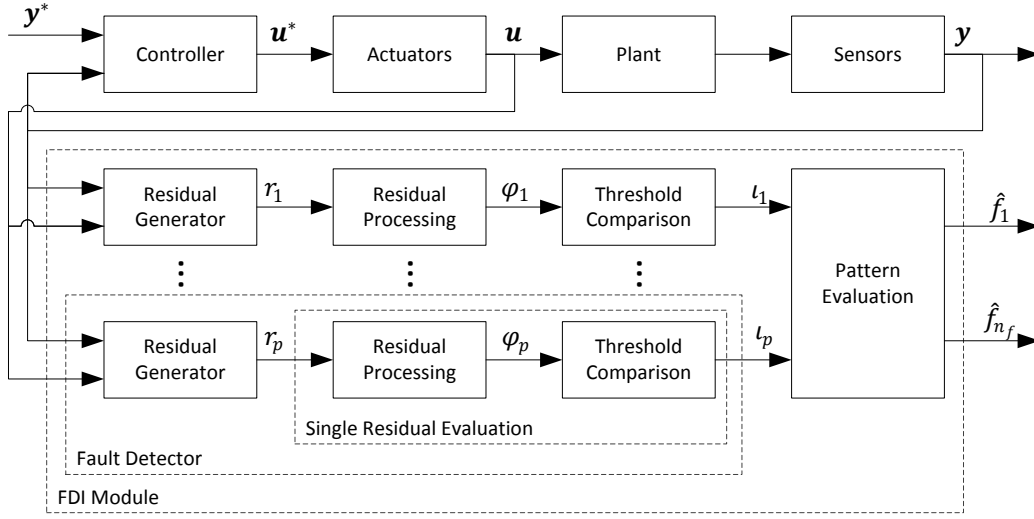 y*
Controller
u*
Actuators
u
Plant
Sensors
y
Residual
Generator
r₁
Residual
Processing
φ₁
Threshold
Comparison
ι₁
Pattern
Evaluation
f̂₁
Residual
Generator
rₚ
Residual
Processing
φₚ
Threshold
Comparison
ιₚ
f̂_{n_f}
Single Residual Evaluation
Fault Detector
FDI Module